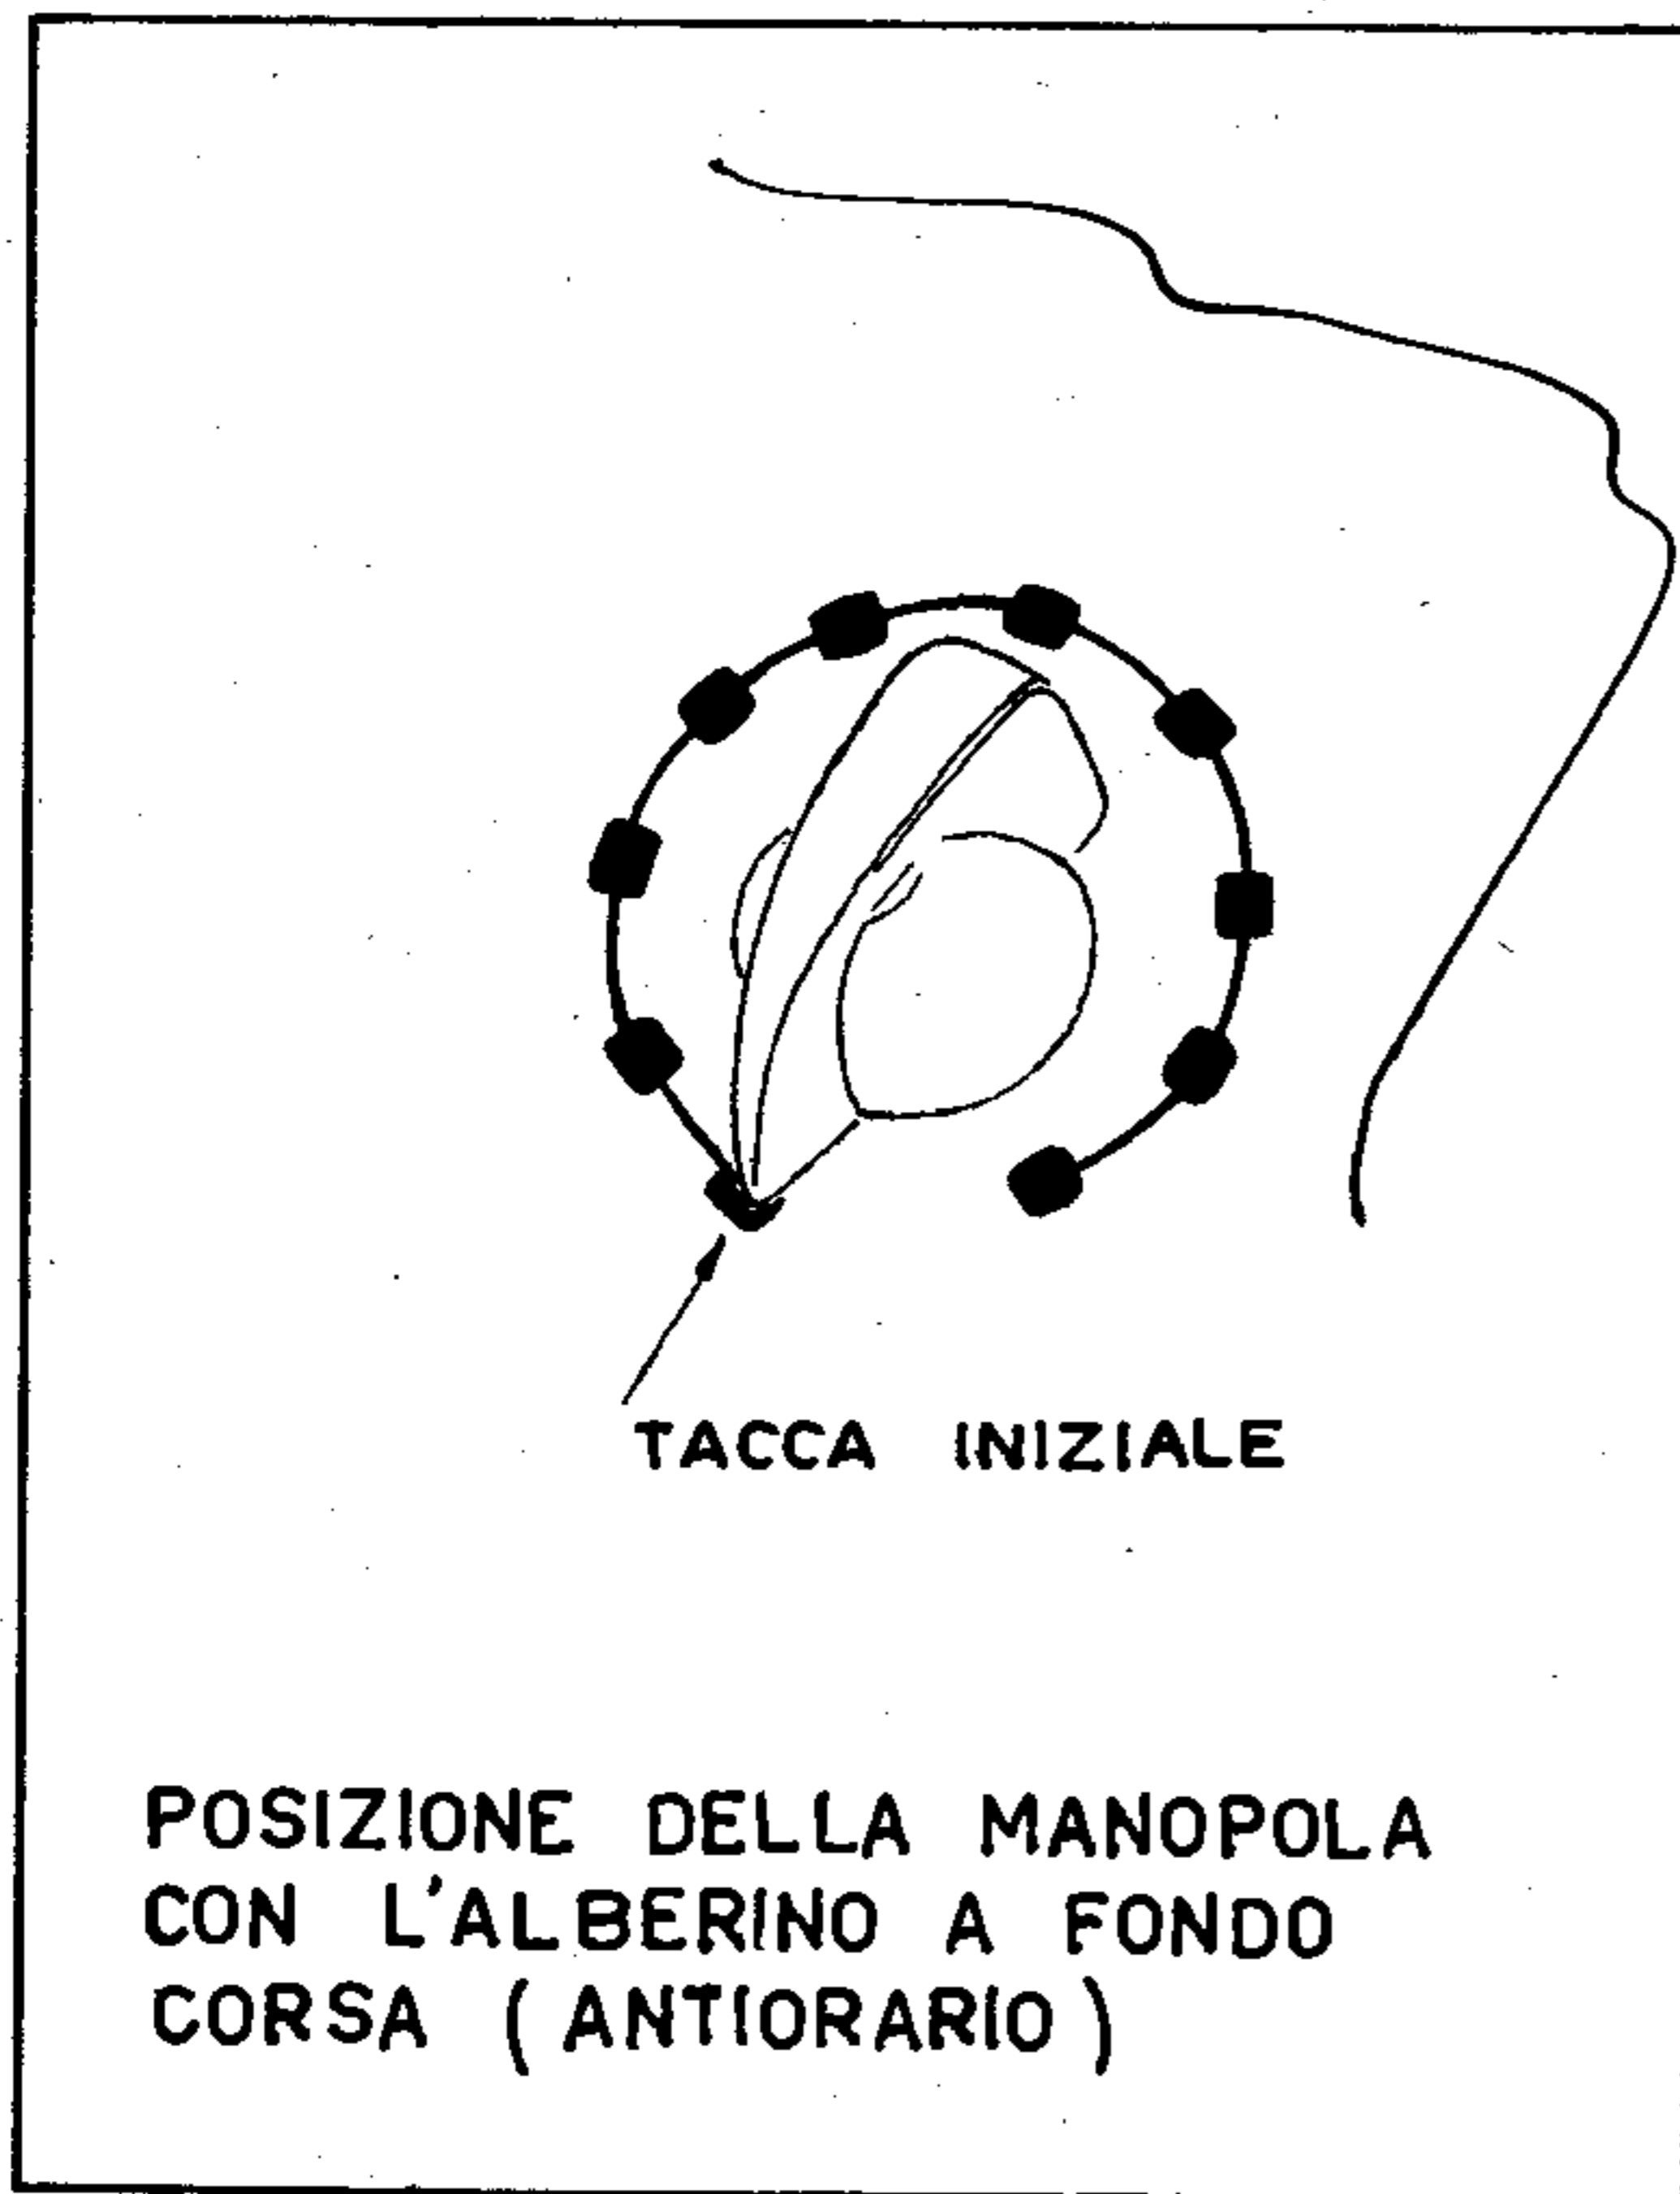 TACCA INIZIALE
POSIZIONE DELLA MANOPOLA
CON L'ALBERINO A FONDO
CORSA (ANTIORARIO)